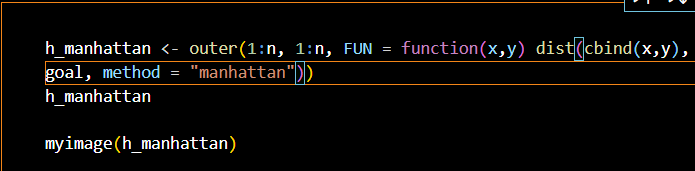 h_manhattan <- outer(1:n, 1:n, FUN = function(x,y) dist(cbind(x,y),
goal, method = "manhattan"))
h_manhattan
myimage(h_manhattan)